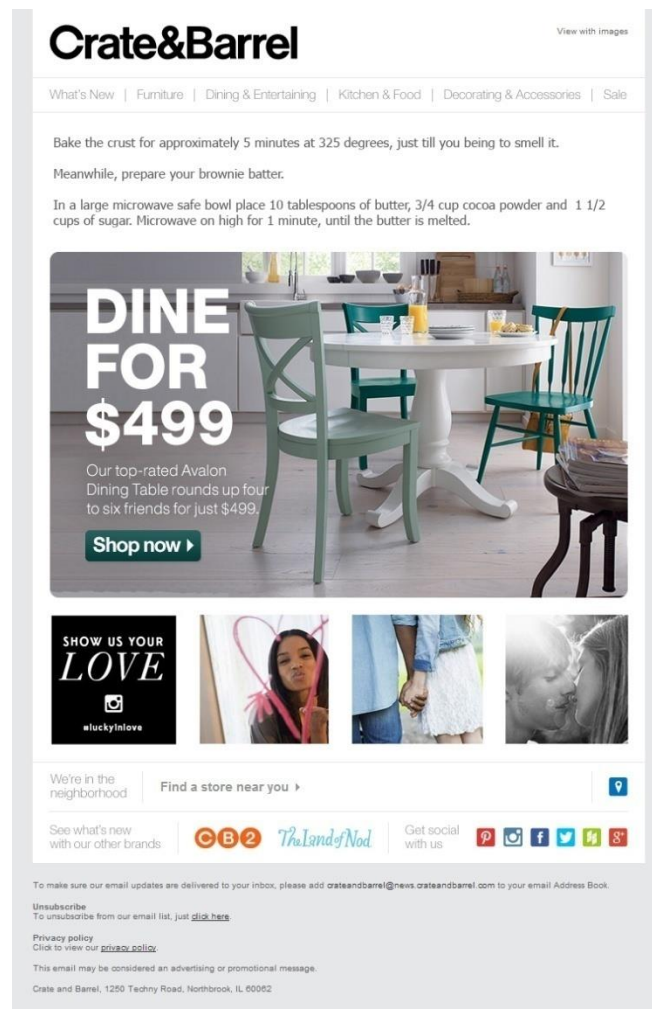 Crate&Barrel
View with images
What's New | Furniture | Dining & Entertaining | Kitchen & Food | Decorating & Accessories | Sale
Bake the crust for approximately 5 minutes at 325 degrees, just till you being to smell it.
Meanwhile, prepare your brownie batter.
In a large microwave safe bowl place 10 tablespoons of butter, 3/4 cup cocoa powder and 1 1/2
cups of sugar. Microwave on high for 1 minute, until the butter is melted.
DINE
FOR
$499
Our top-rated Avalon
Dining Table rounds up four
to six friends for just $499.
Shop now
SHOW US YOUR
LOVE
#luckyinlove
We're in the
neighborhood
Find a store near you
See what's new
with our other brands
CB2
The Land of Nod
Get social
with us
To make sure our email updates are delivered to your inbox, please add crateandbarrel@news.crateandbarrel.com to your email Address Book.
Unsubscribe
To unsubscribe from our email list, just click here.
Privacy policy
Click to view our privacy policy.
This email may be considered an advertising or promotional message.
Crate and Barrel, 1250 Techny Road, Northbrook, IL 60062